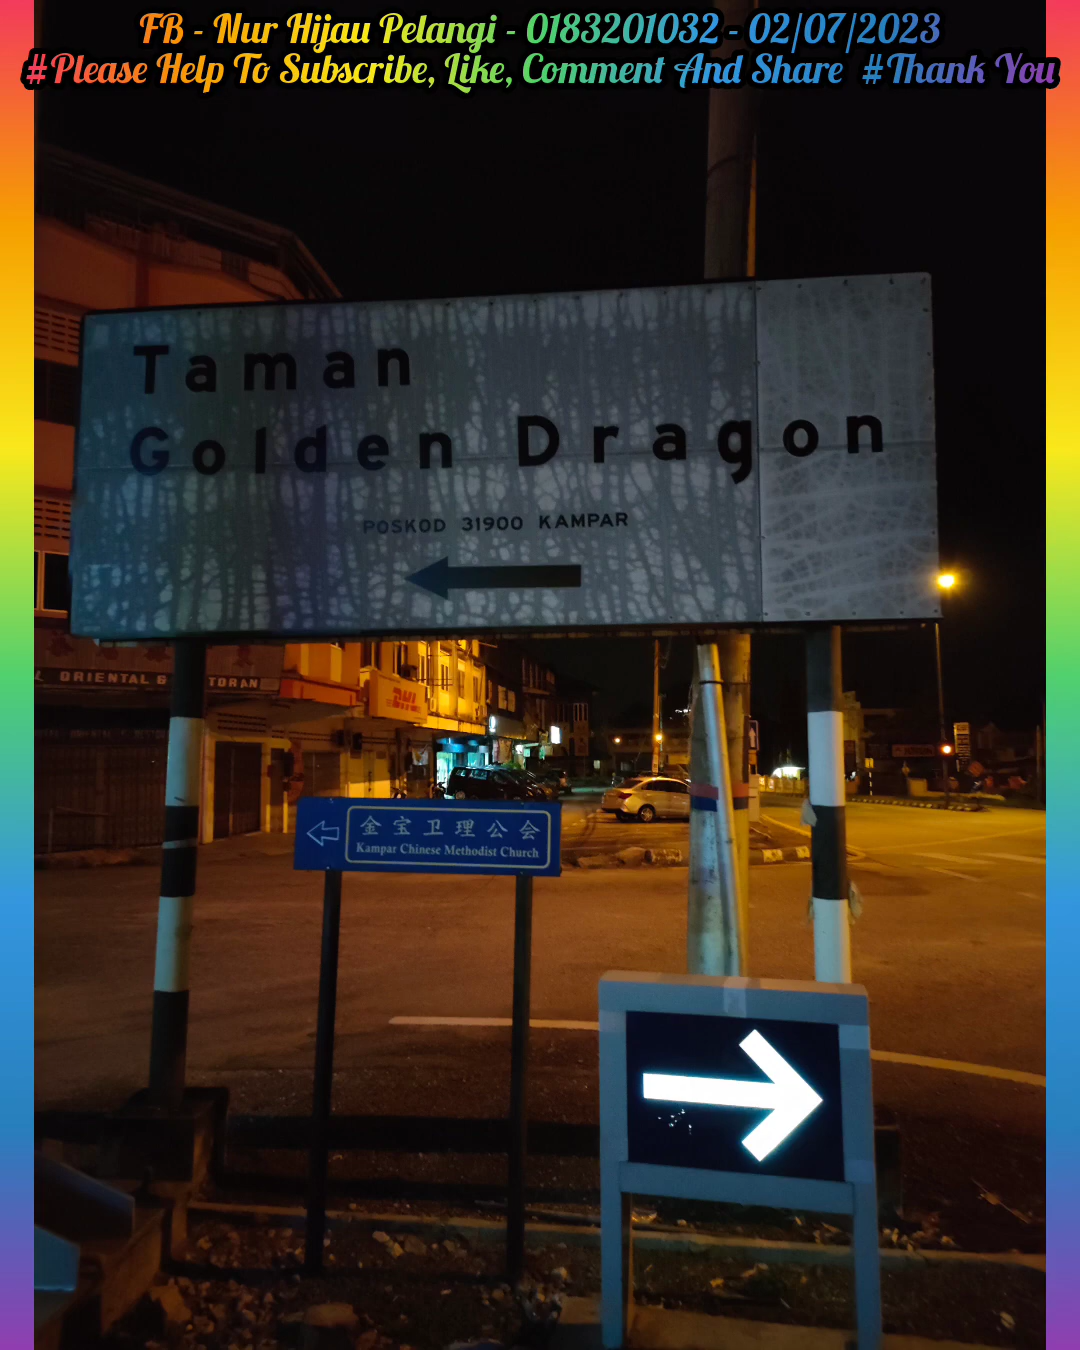 FB - Nur Hijau Pelangi - 0183201032 - 02/07/2023
#Please Help To Subscribe, Like, Comment And Share #Thank You
Taman
Golden Dragon
POSKOD 31900 KAMPAR
ORIENTAL &
TORAN
金宝卫理公会
Kampar Chinese Methodist Church